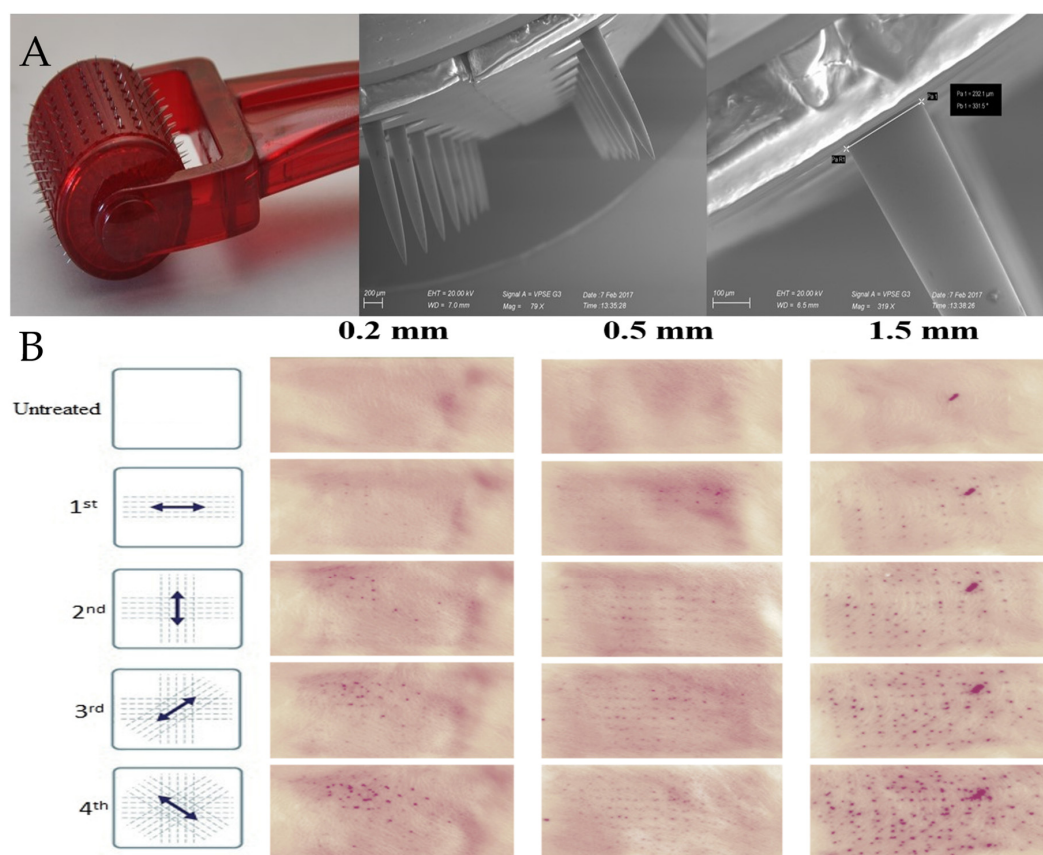 A
Pa 1 = 232.1 µm
Pb 1 = 331.5 °
Pa 1
Pa R1
200 µm
EHT = 20.00 kV
WD = 7.0 mm
Signal A = VPSE G3
Mag = 79 X
Date :7 Feb 2017
Time :13:35:28
100 µm
EHT = 20.00 kV
WD = 6.5 mm
Signal A = VPSE G3
Mag = 319 X
Date :7 Feb 2017
Time :13:38:26
B
0.2 mm
0.5 mm
1.5 mm
Untreated
1st
2nd
3rd
4th